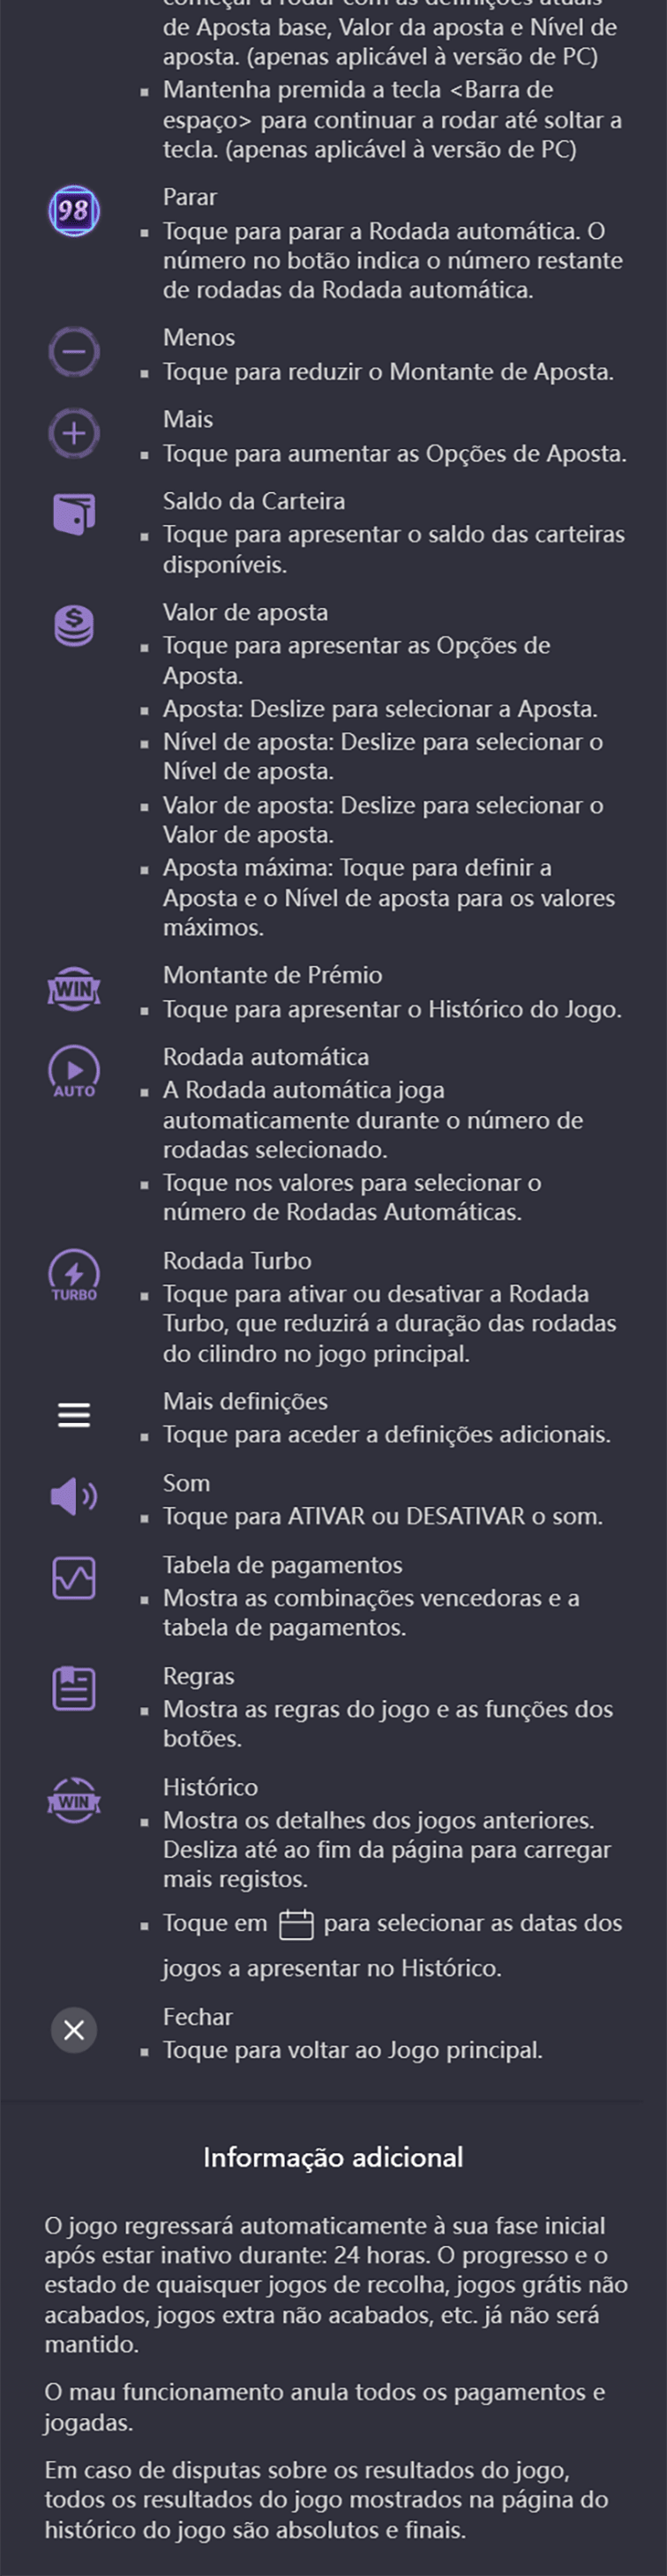 começar a rodar com as definições atuais
de Aposta base, Valor da aposta e Nível de
aposta. (apenas aplicável à versão de PC)
Mantenha premida a tecla <Barra de
espaço> para continuar a rodar até soltar a
tecla. (apenas aplicável à versão de PC)
98
Parar
Toque para parar a Rodada automática. O
número no botão indica o número restante
de rodadas da Rodada automática.
Menos
Toque para reduzir o Montante de Aposta.
Mais
Toque para aumentar as Opções de Aposta.
Saldo da Carteira
Toque para apresentar o saldo das carteiras
disponíveis.
Valor de aposta
Toque para apresentar as Opções de
Aposta.
Aposta: Deslize para selecionar a Aposta.
Nível de aposta: Deslize para selecionar o
Nível de aposta.
Valor de aposta: Deslize para selecionar o
Valor de aposta.
Aposta máxima: Toque para definir a
Aposta e o Nível de aposta para os valores
máximos.
WIN
Montante de Prémio
Toque para apresentar o Histórico do Jogo.
AUTO
Rodada automática
A Rodada automática joga
automaticamente durante o número de
rodadas selecionado.
Toque nos valores para selecionar o
número de Rodadas Automáticas.
TURBO
Rodada Turbo
Toque para ativar ou desativar a Rodada
Turbo, que reduzirá a duração das rodadas
do cilindro no jogo principal.
Mais definições
Toque para aceder a definições adicionais.
Som
Toque para ATIVAR ou DESATIVAR o som.
Tabela de pagamentos
Mostra as combinações vencedoras e a
tabela de pagamentos.
Regras
Mostra as regras do jogo e as funções dos
botões.
WIN
Histórico
Mostra os detalhes dos jogos anteriores.
Desliza até ao fim da página para carregar
mais registos.
Toque em para selecionar as datas dos
jogos a apresentar no Histórico.
Fechar
Toque para voltar ao Jogo principal.
Informação adicional
O jogo regressará automaticamente à sua fase inicial
após estar inativo durante: 24 horas. O progresso e o
estado de quaisquer jogos de recolha, jogos grátis não
acabados, jogos extra não acabados, etc. já não será
mantido.
O mau funcionamento anula todos os pagamentos e
jogadas.
Em caso de disputas sobre os resultados do jogo,
todos os resultados do jogo mostrados na página do
histórico do jogo são absolutos e finais.